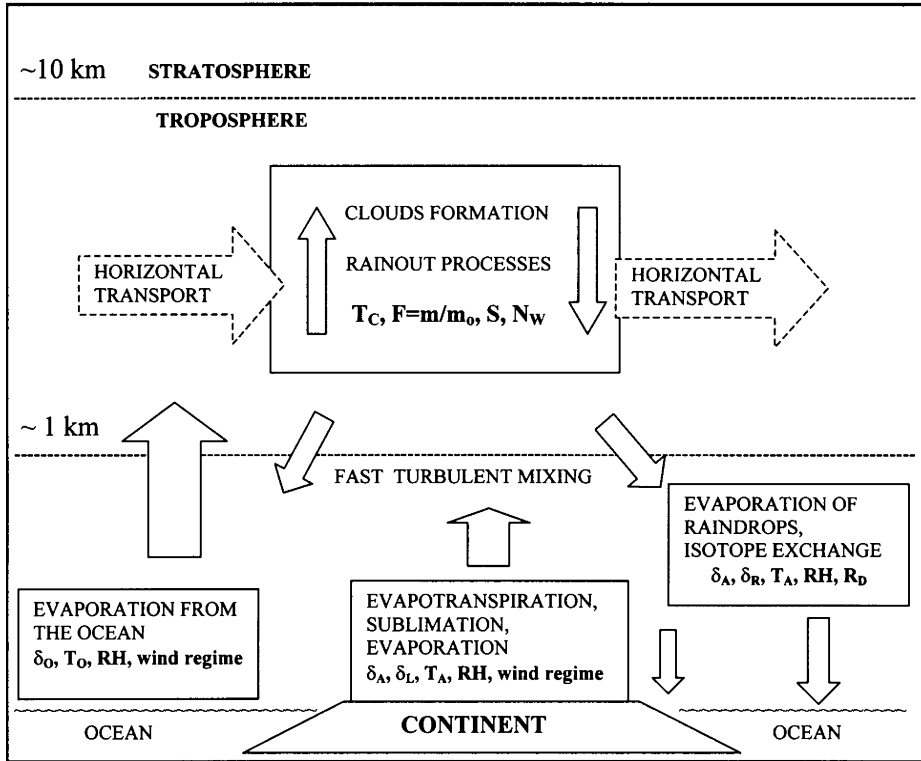 ~10 km STRATOSPHERE
TROPOSPHERE
CLOUDS FORMATION
RAINOUT PROCESSES
T_C, F=m/m_o, S, N_W
HORIZONTAL
TRANSPORT
HORIZONTAL
TRANSPORT
~ 1 km
FAST TURBULENT MIXING
EVAPORATION OF
RAINDROPS,
ISOTOPE EXCHANGE
δ_A, δ_R, T_A, RH, R_D
EVAPORATION FROM
THE OCEAN
δ_O, T_O, RH, wind regime
EVAPOTRANSPIRATION,
SUBLIMATION,
EVAPORATION
δ_A, δ_L, T_A, RH, wind regime
OCEAN
CONTINENT
OCEAN